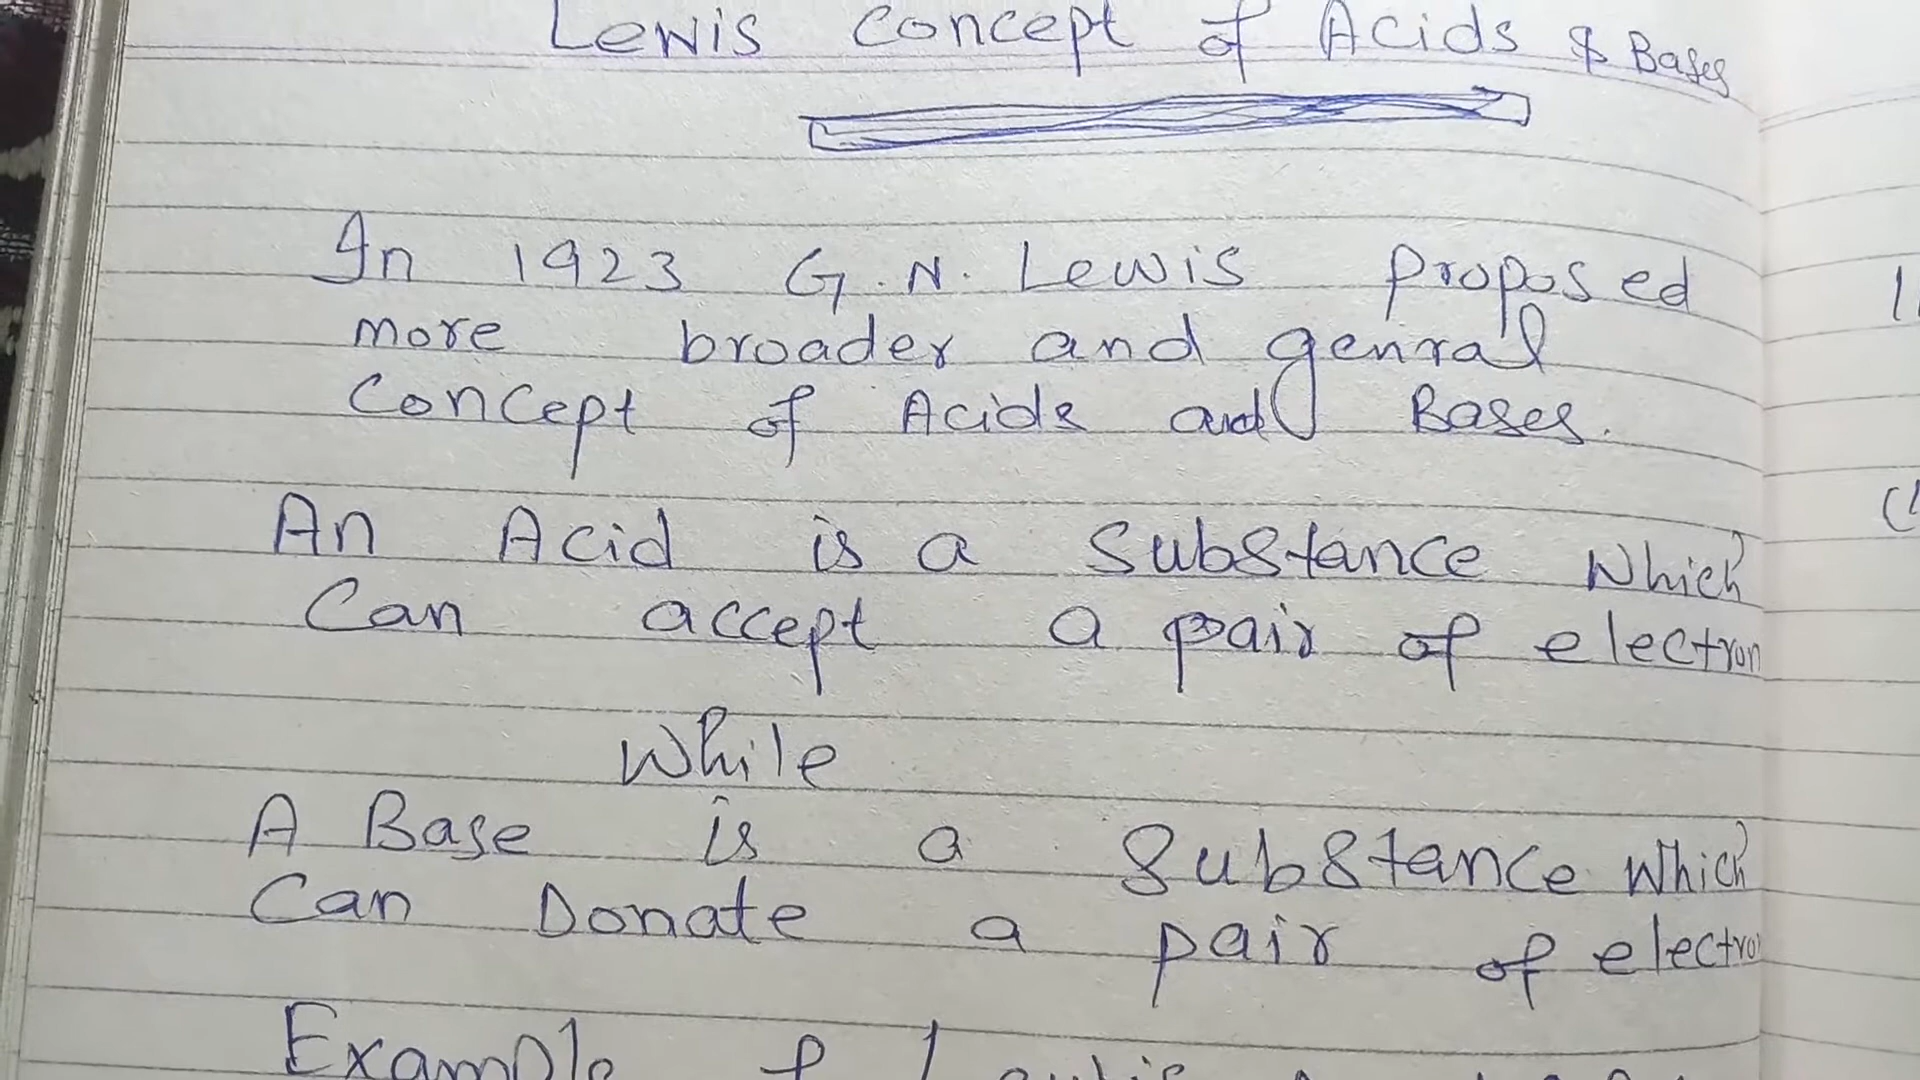 Lewis Concept of Acids & Bases
In 1923 G.N. Lewis proposed
more broader and genral
Concept of Acids and Bases.
An Acid is a Substance Which
Can accept a pair of electron
While
A Base is a Substance Which
Can Donate a pair of electro
Example of